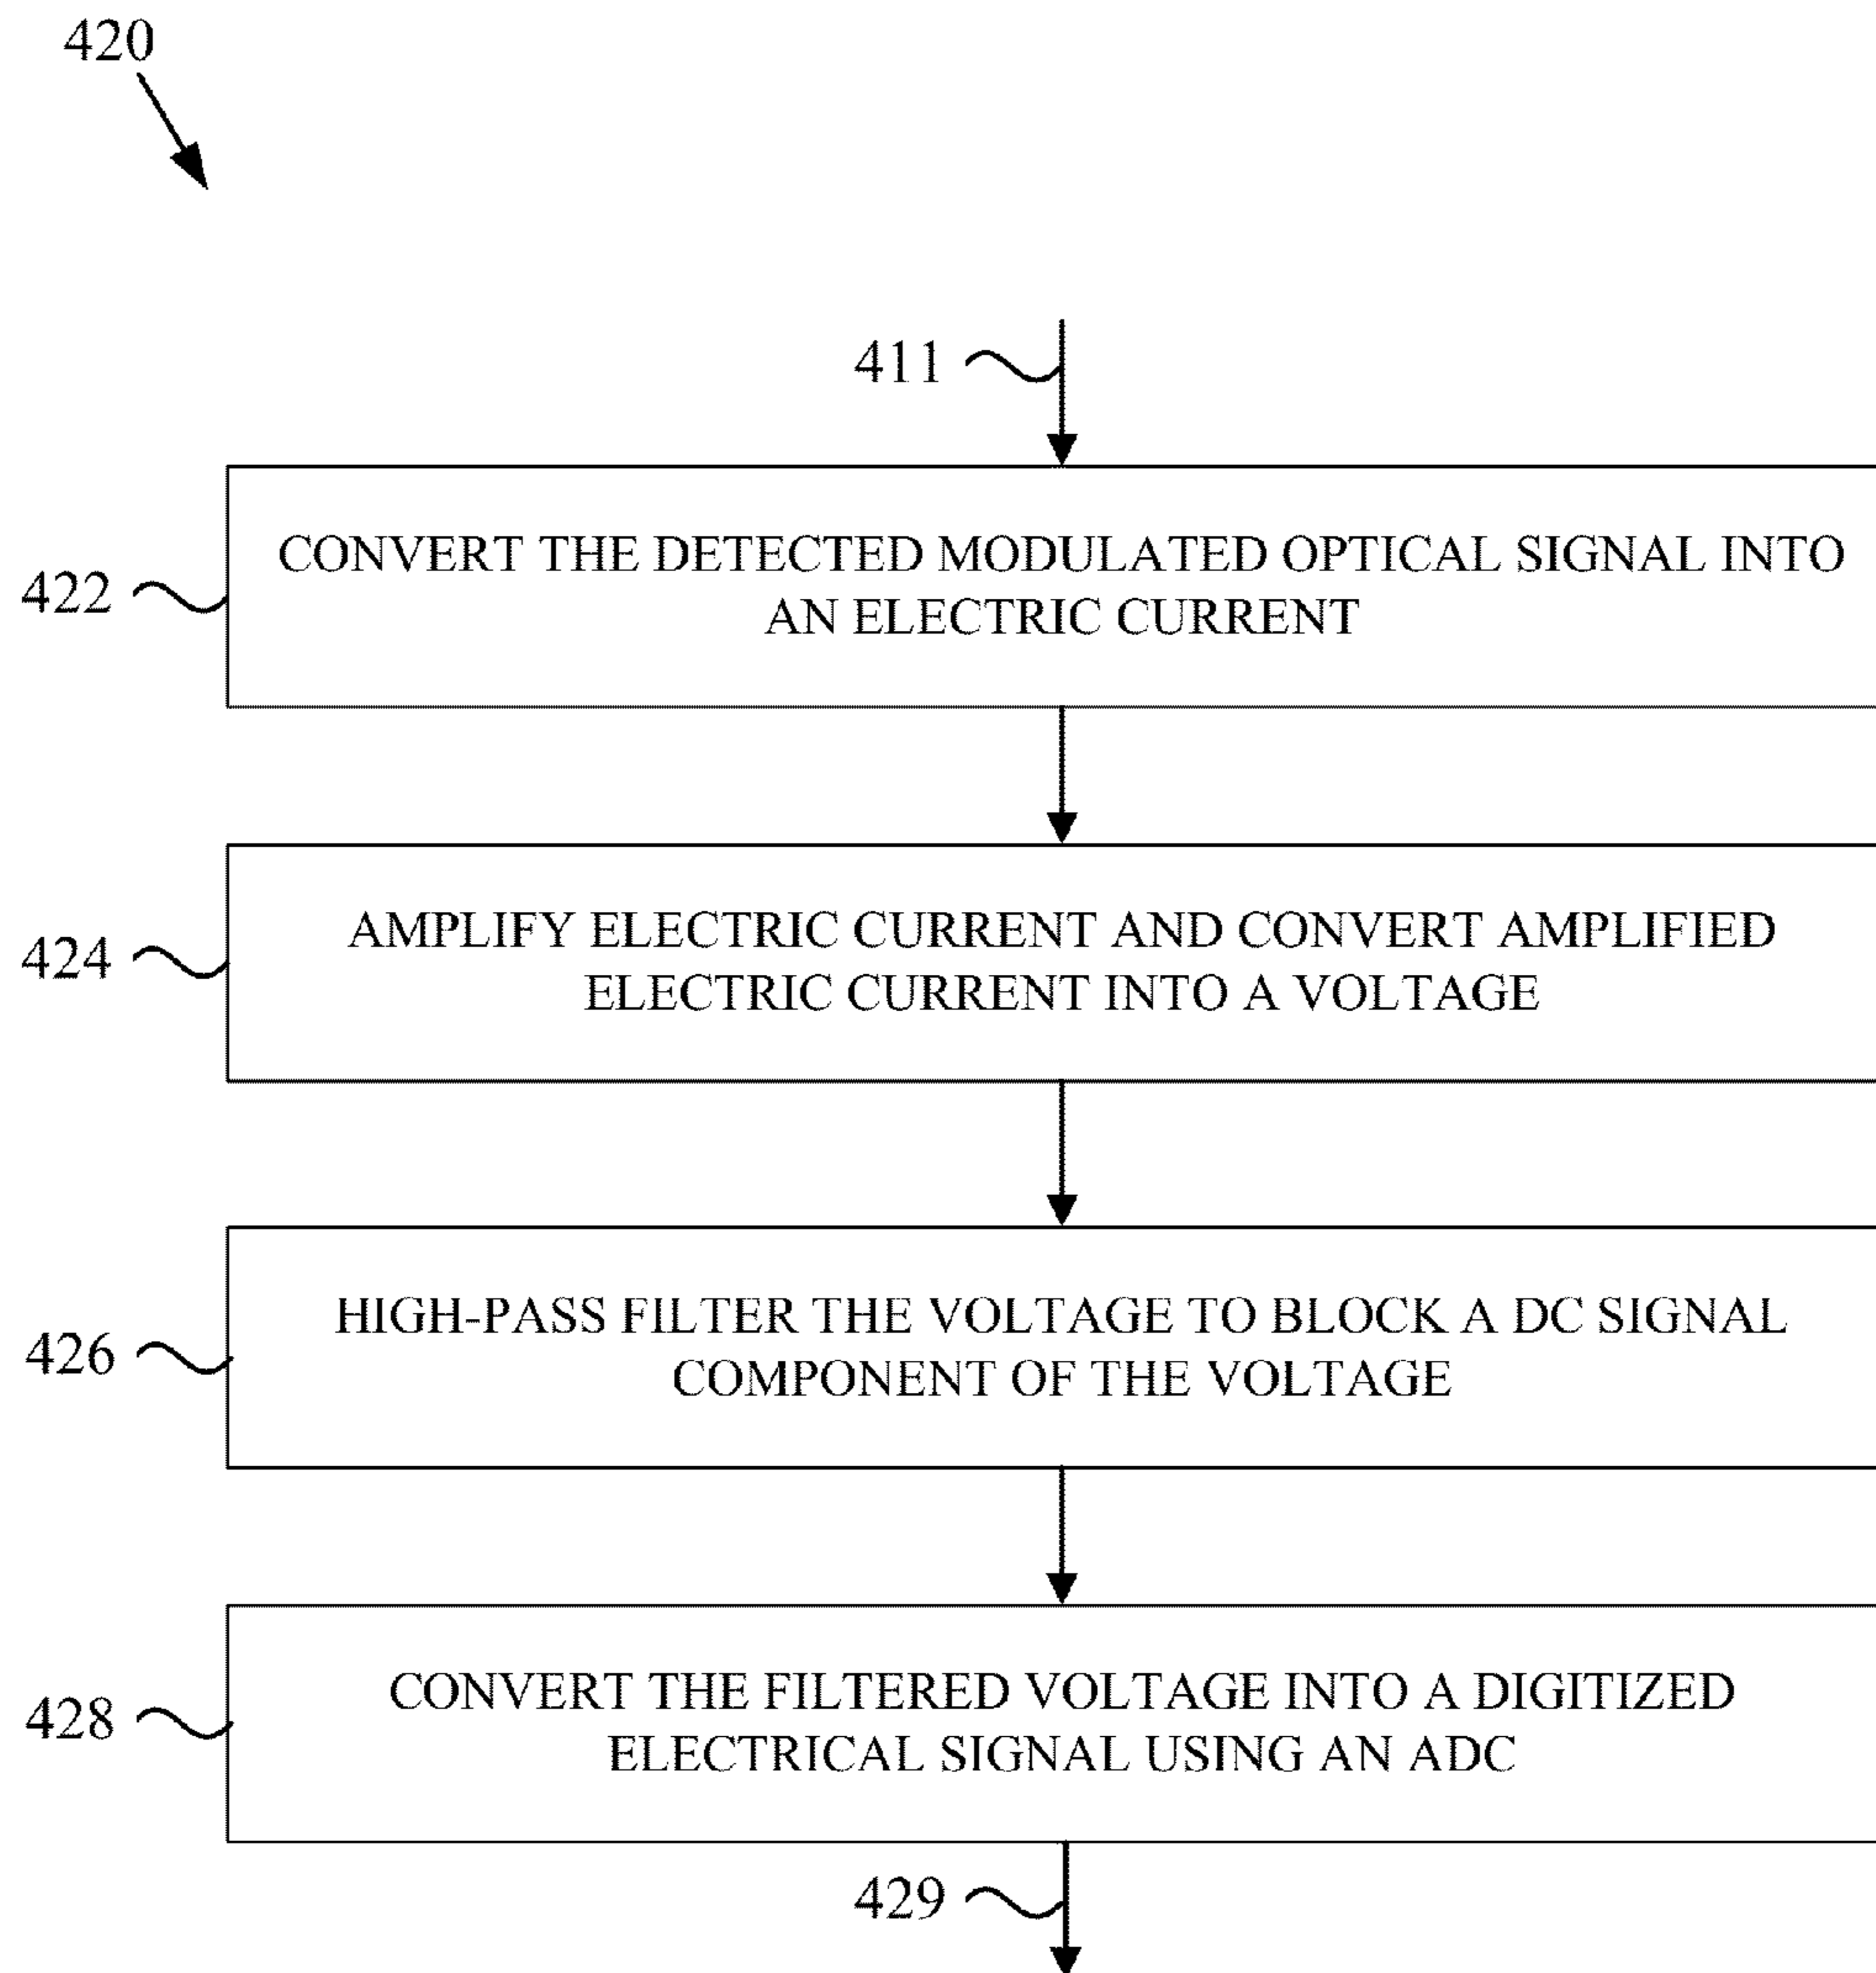 420
411
CONVERT THE DETECTED MODULATED OPTICAL SIGNAL INTO
AN ELECTRIC CURRENT
422
AMPLIFY ELECTRIC CURRENT AND CONVERT AMPLIFIED
ELECTRIC CURRENT INTO A VOLTAGE
424
HIGH-PASS FILTER THE VOLTAGE TO BLOCK A DC SIGNAL
COMPONENT OF THE VOLTAGE
426
CONVERT THE FILTERED VOLTAGE INTO A DIGITIZED
ELECTRICAL SIGNAL USING AN ADC
428
429